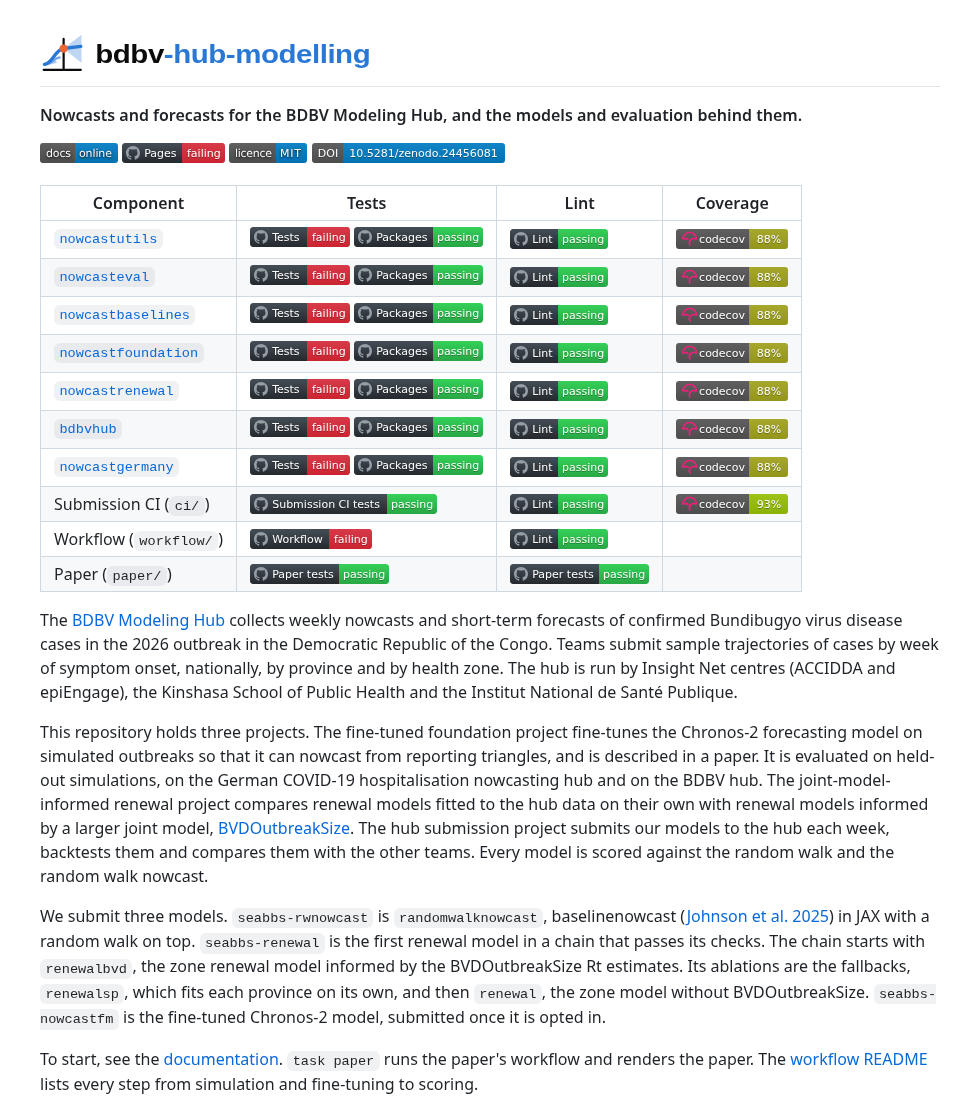 bdbv-hub-modelling
Nowcasts and forecasts for the BDBV Modeling Hub, and the models and evaluation behind them.
docs online Pages failing licence MIT DOI 10.5281/zenodo.24456081
Component Tests Lint Coverage
nowcastutils Tests failing Packages passing Lint passing codecov 88%
nowcasteval Tests failing Packages passing Lint passing codecov 88%
nowcastbaselines Tests failing Packages passing Lint passing codecov 88%
nowcastfoundation Tests failing Packages passing Lint passing codecov 88%
nowcastrenewal Tests failing Packages passing Lint passing codecov 88%
bdbvhub Tests failing Packages passing Lint passing codecov 88%
nowcastgermany Tests failing Packages passing Lint passing codecov 88%
Submission CI (ci/) Submission CI tests passing Lint passing codecov 93%
Workflow (workflow/) Workflow failing Lint passing
Paper (paper/) Paper tests passing Paper tests passing
The BDBV Modeling Hub collects weekly nowcasts and short-term forecasts of confirmed Bundibugyo virus disease
cases in the 2026 outbreak in the Democratic Republic of the Congo. Teams submit sample trajectories of cases by week
of symptom onset, nationally, by province and by health zone. The hub is run by Insight Net centres (ACCIDDA and
epiEngage), the Kinshasa School of Public Health and the Institut National de Santé Publique.
This repository holds three projects. The fine-tuned foundation project fine-tunes the Chronos-2 forecasting model on
simulated outbreaks so that it can nowcast from reporting triangles, and is described in a paper. It is evaluated on held-
out simulations, on the German COVID-19 hospitalisation nowcasting hub and on the BDBV hub. The joint-model-
informed renewal project compares renewal models fitted to the hub data on their own with renewal models informed
by a larger joint model, BVDOutbreakSize. The hub submission project submits our models to the hub each week,
backtests them and compares them with the other teams. Every model is scored against the random walk and the
random walk nowcast.
We submit three models. seabbs-rwnowcast is randomwalknowcast, baselinenowcast (Johnson et al. 2025) in JAX with a
random walk on top. seabbs-renewal is the first renewal model in a chain that passes its checks. The chain starts with
renewalbvd, the zone renewal model informed by the BVDOutbreakSize Rt estimates. Its ablations are the fallbacks,
renewalsp, which fits each province on its own, and then renewal, the zone model without BVDOutbreakSize. seabbs-
nowcastfm is the fine-tuned Chronos-2 model, submitted once it is opted in.
To start, see the documentation. task paper runs the paper's workflow and renders the paper. The workflow README
lists every step from simulation and fine-tuning to scoring.